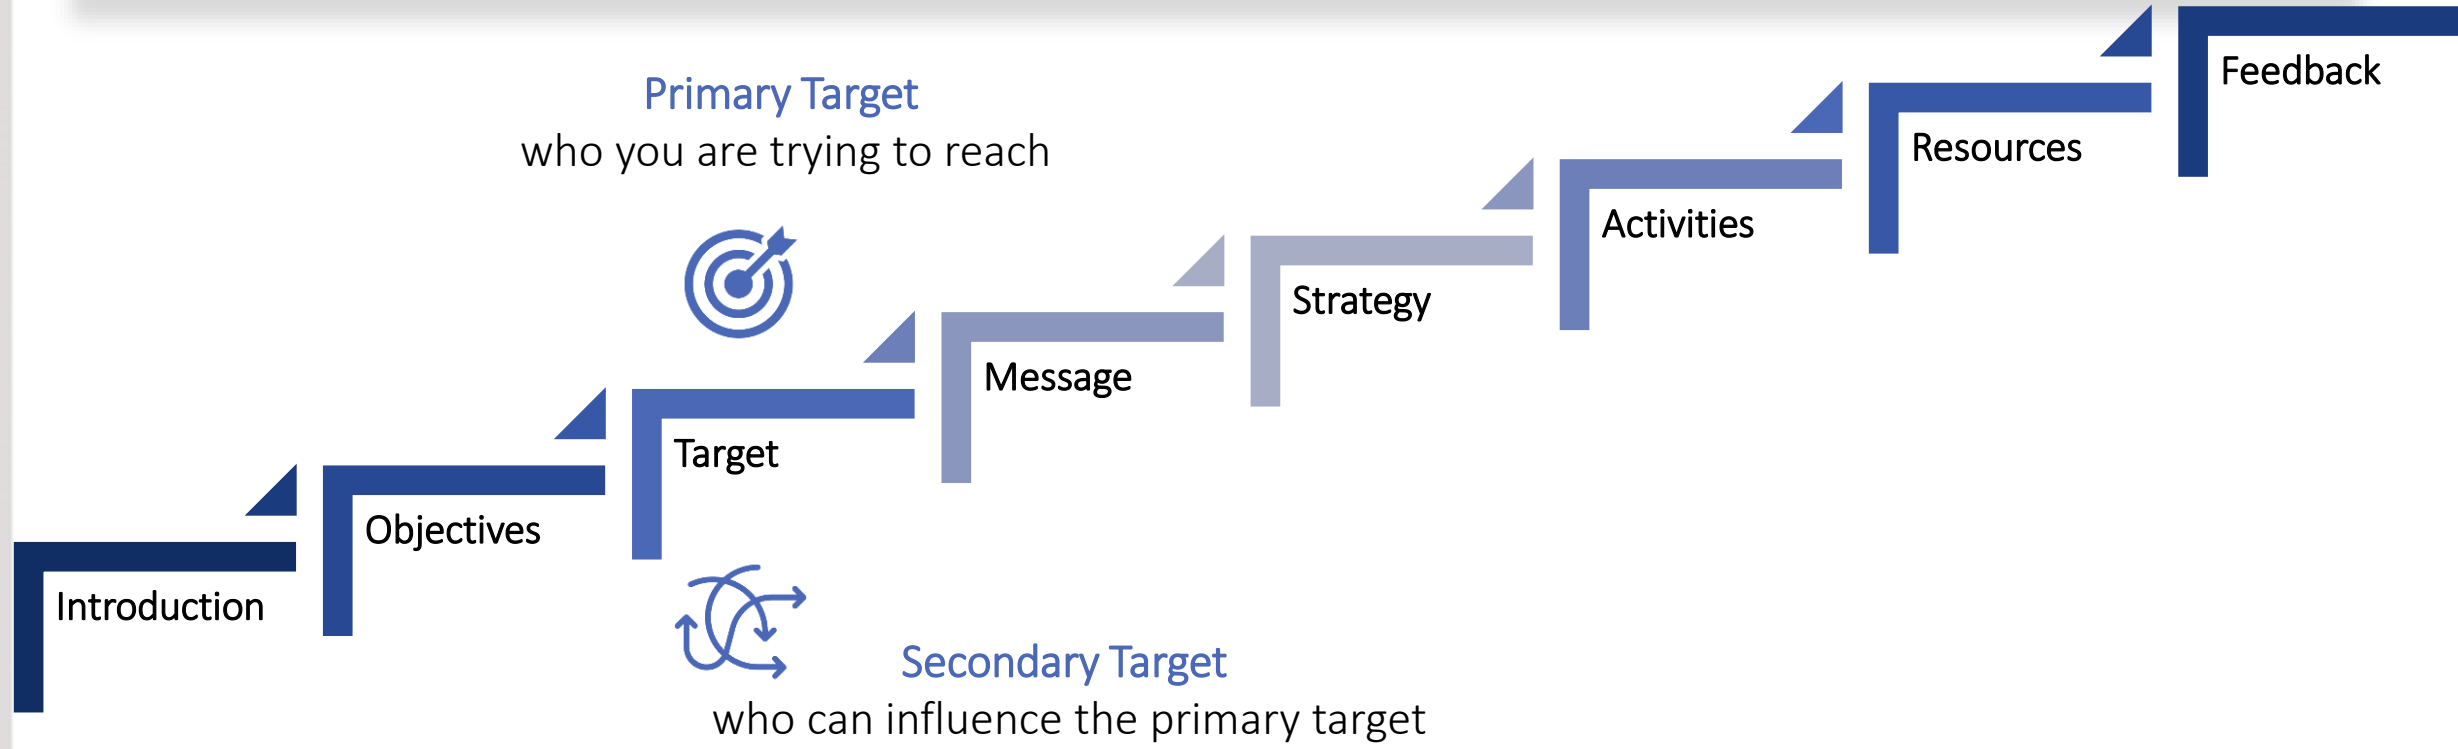 Primary Target
who you are trying to reach
Introduction
Objectives
Target
Message
Strategy
Activities
Resources
Feedback
Secondary Target
who can influence the primary target